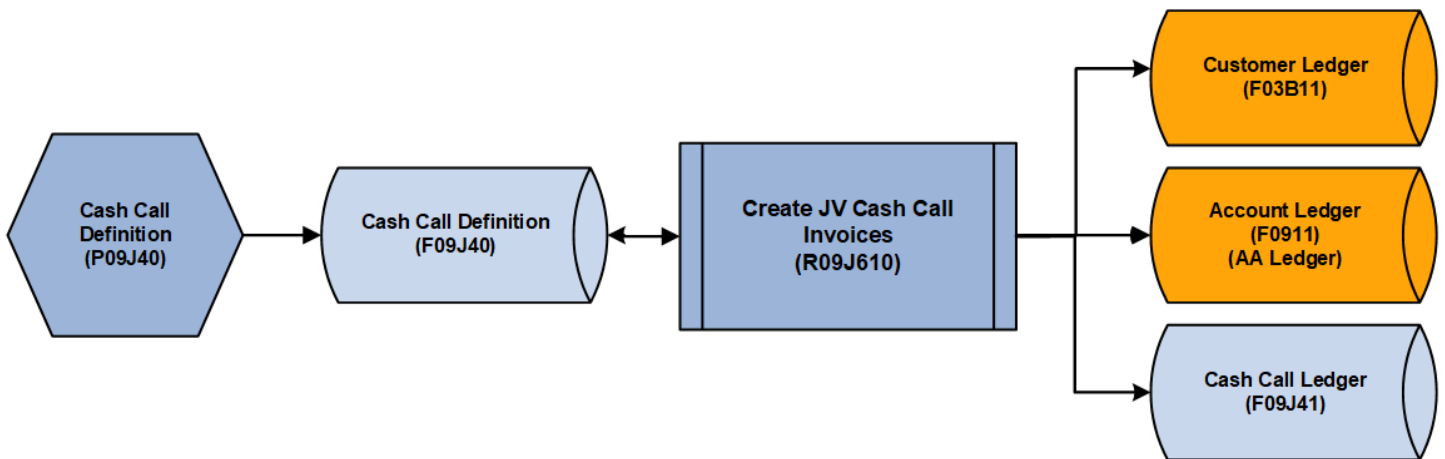 Cash Call
Definition
(P09J40)
Cash Call Definition
(F09J40)
Create JV Cash Call
Invoices
(R09J610)
Customer Ledger
(F03B11)
Account Ledger
(F0911)
(AA Ledger)
Cash Call Ledger
(F09J41)